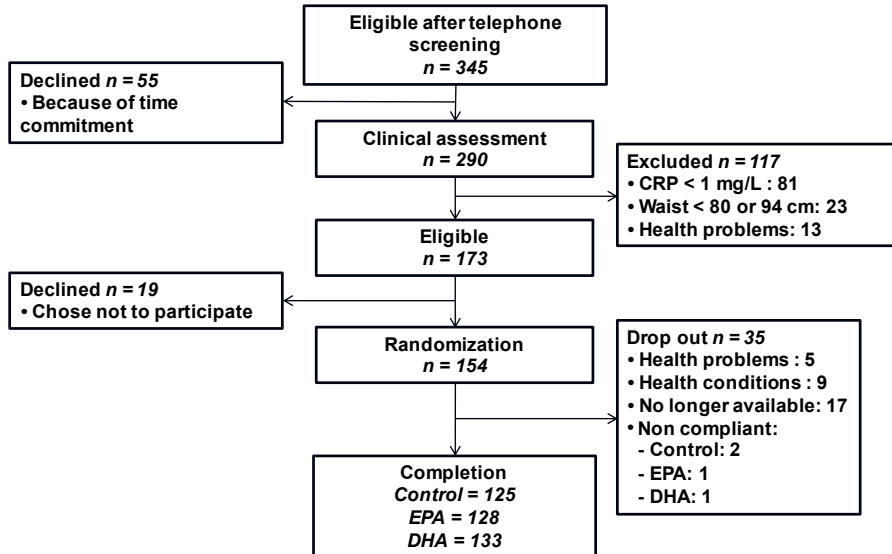 Eligible after telephone
screening
n = 345
Declined n = 55
• Because of time
commitment
Clinical assessment
n = 290
Excluded n = 117
• CRP < 1 mg/L : 81
• Waist < 80 or 94 cm: 23
• Health problems: 13
Eligible
n = 173
Declined n = 19
• Chose not to participate
Randomization
n = 154
Drop out n = 35
• Health problems : 5
• Health conditions : 9
• No longer available: 17
• Non compliant:
- Control: 2
- EPA: 1
- DHA: 1
Completion
Control = 125
EPA = 128
DHA = 133